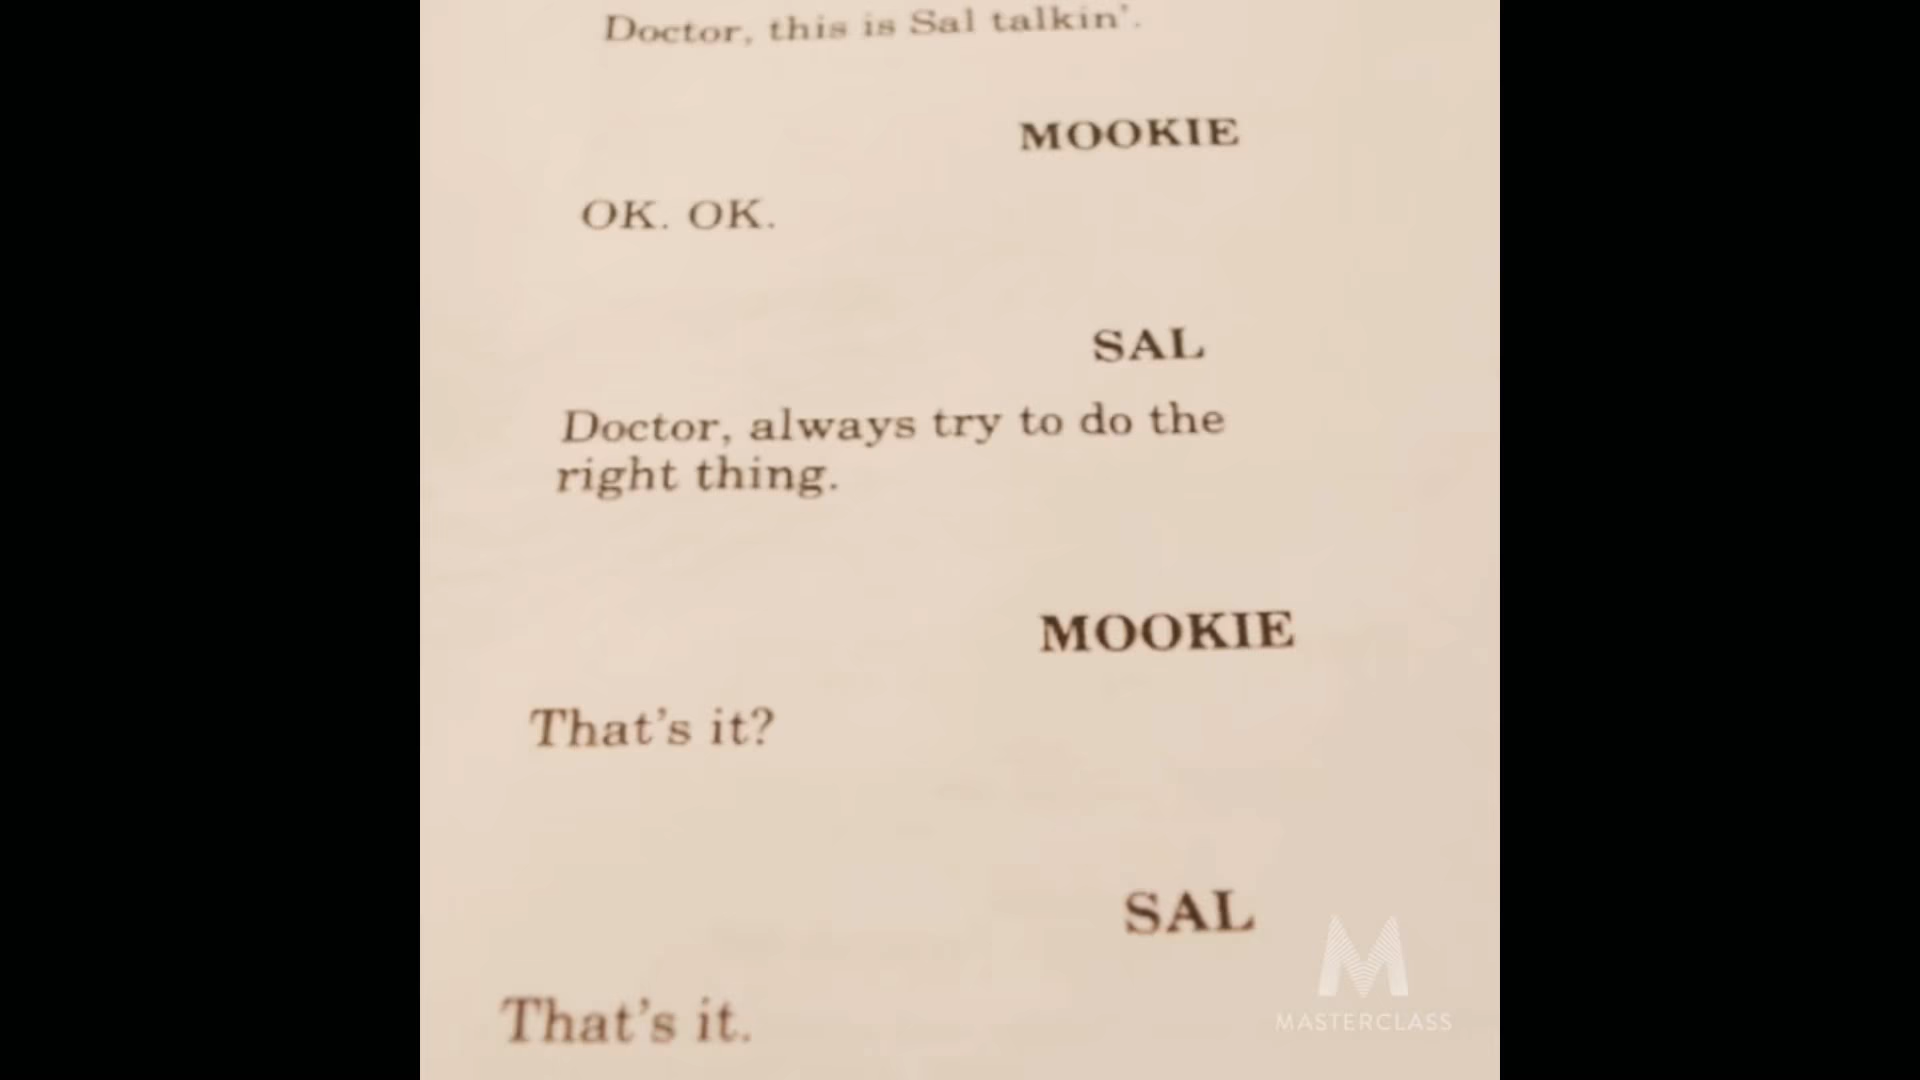 Doctor, this is Sal talkin'.
MOOKIE
OK. OK.
SAL
Doctor, always try to do the
right thing.
MOOKIE
That's it?
SAL
That's it.
M
MASTERCLASS